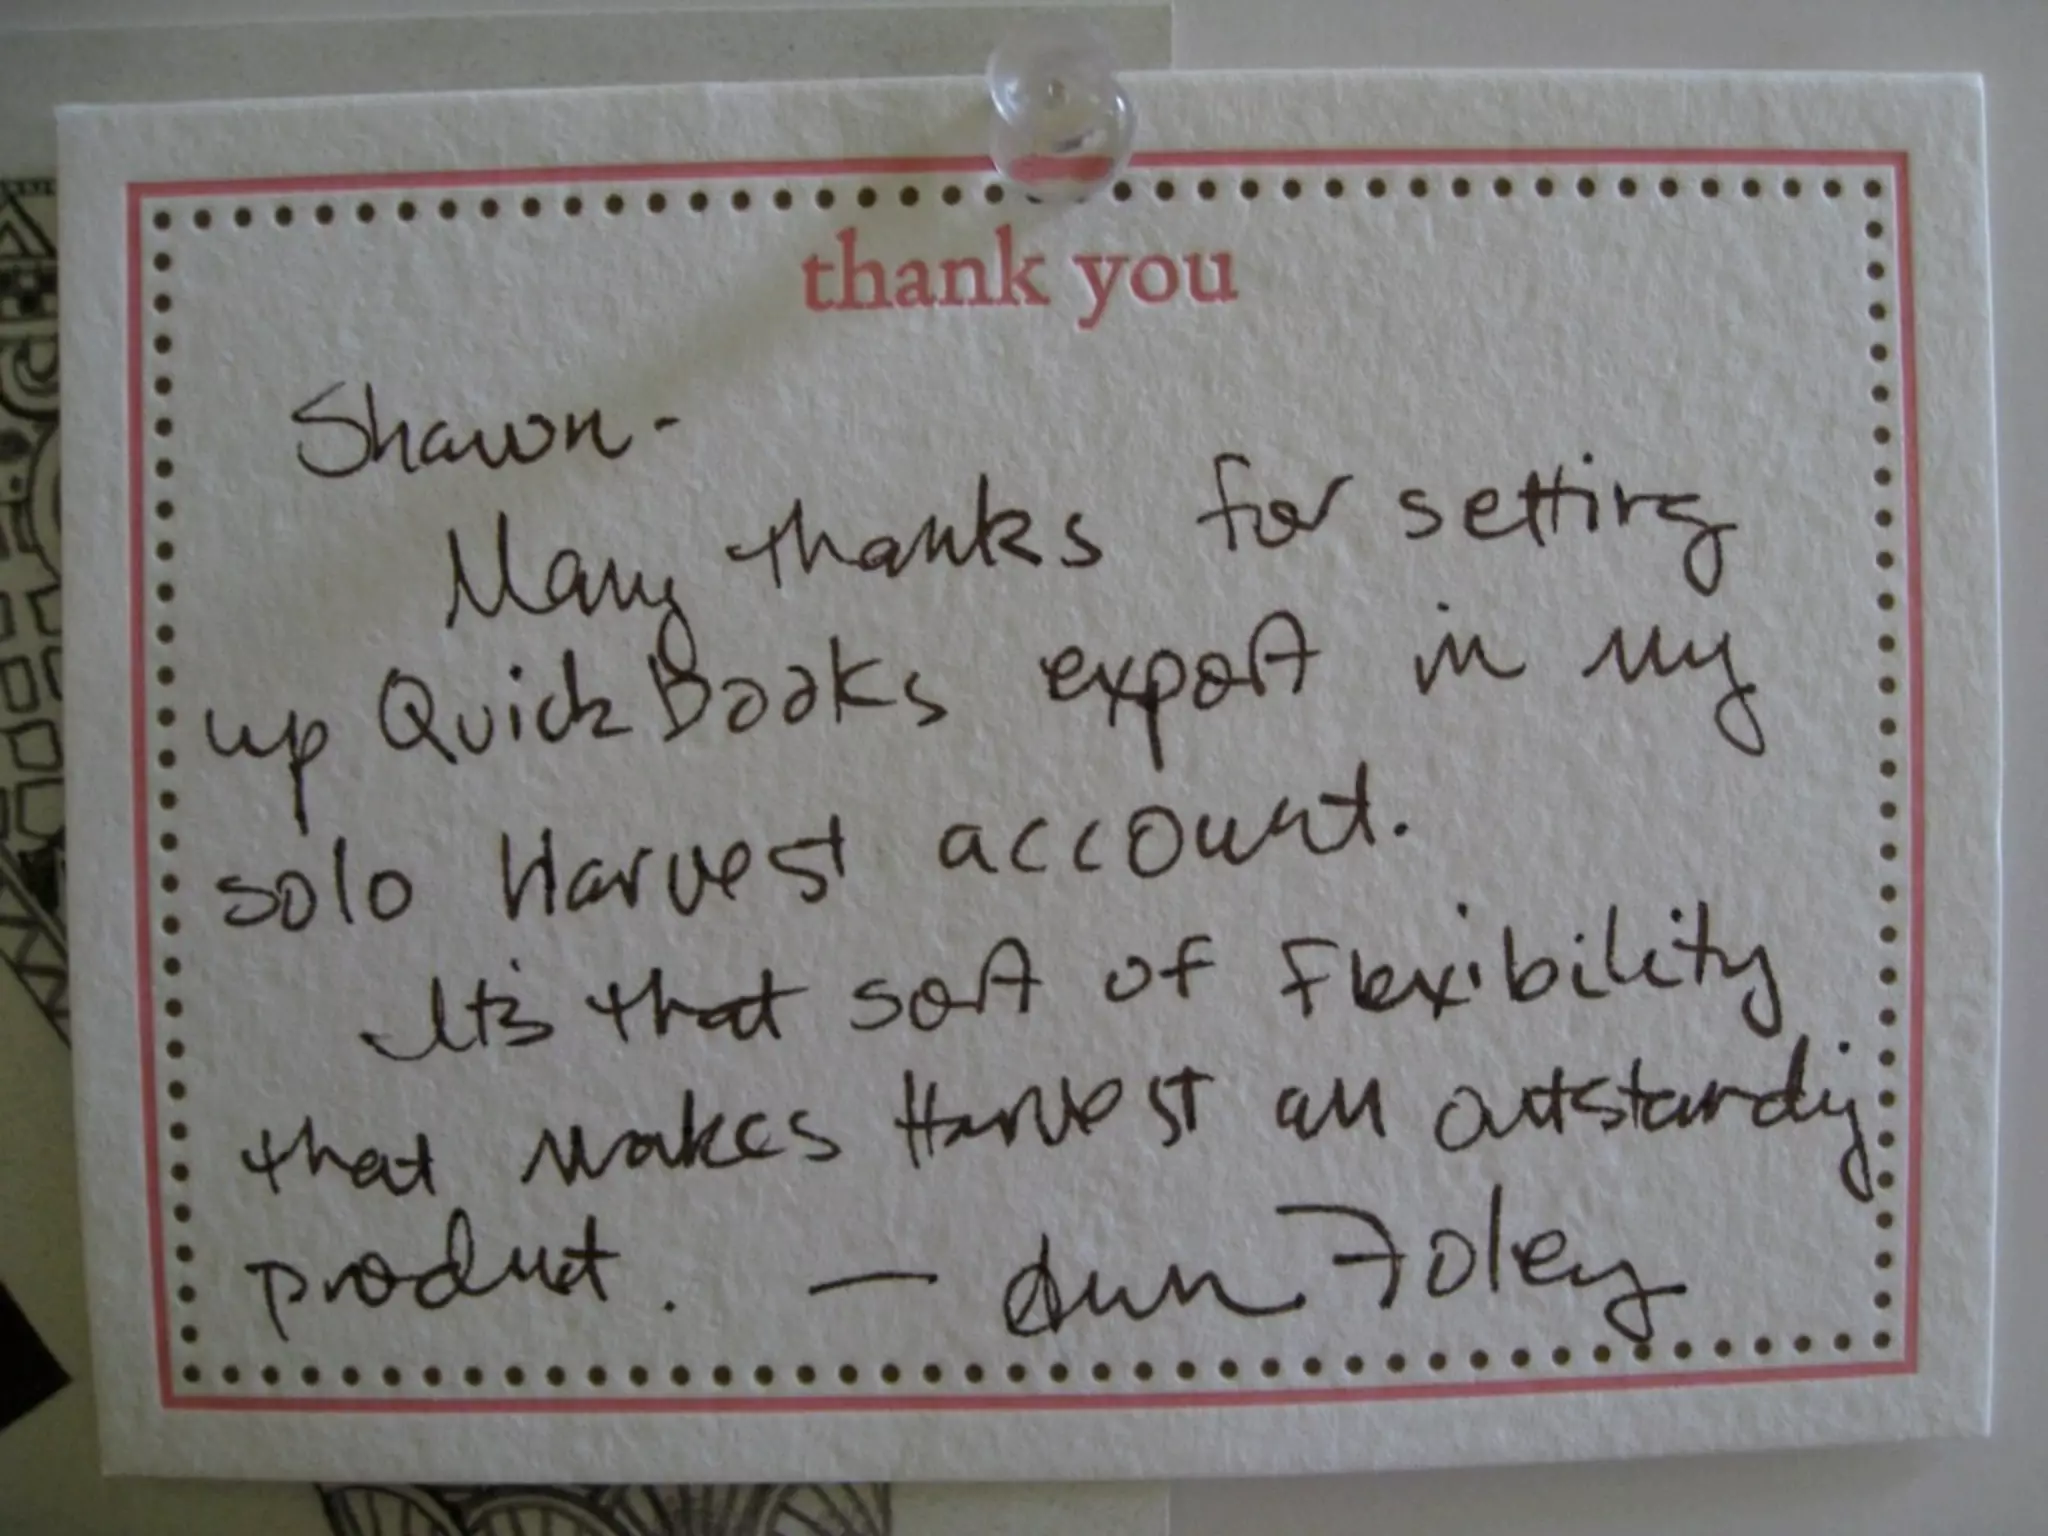 thank you
Shawn-
Many thanks for setting
up QuickBooks export in my
solo Harvest account.
It's that sort of flexibility
that makes Harvest an outstanding
product. — Foley